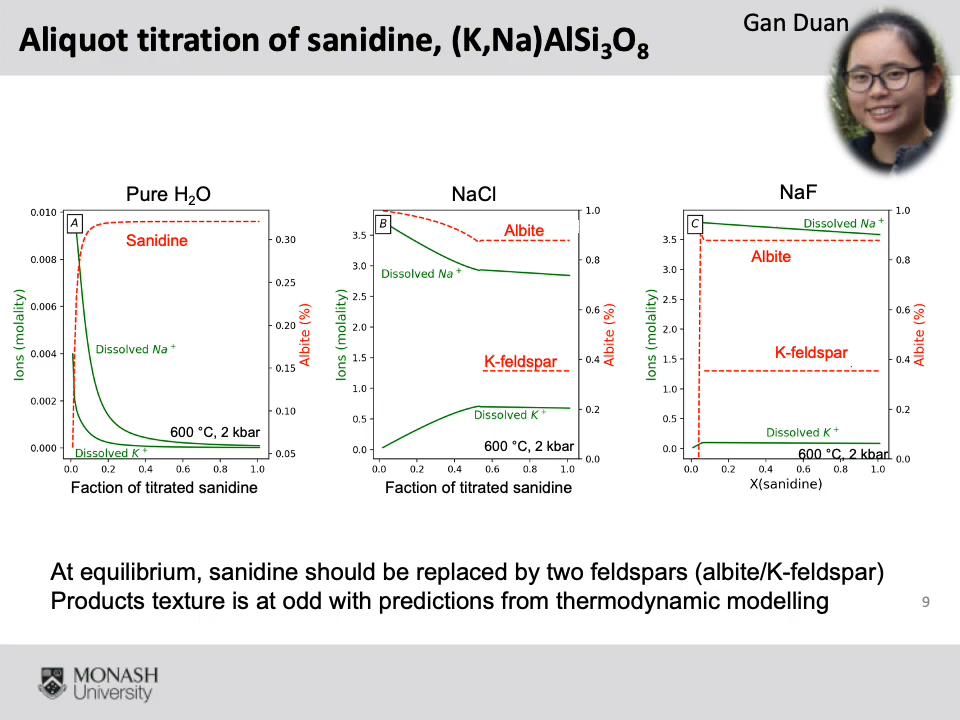 Aliquot titration of sanidine, (K,Na)AlSi₃O₈
Gan Duan
Pure H₂O
NaCl
NaF
A
Sanidine
Dissolved Na⁺
Dissolved K⁺
600 °C, 2 kbar
Ions (molality)
0.010
0.008
0.006
0.004
0.002
0.000
0.30
0.25
0.20
0.15
0.10
0.05
Albite (%)
0.0 0.2 0.4 0.6 0.8 1.0
Faction of titrated sanidine
B
Albite
Dissolved Na⁺
K-feldspar
Dissolved K⁺
600 °C, 2 kbar
Ions (molality)
3.5
3.0
2.5
2.0
1.5
1.0
0.5
0.0
1.0
0.8
0.6
0.4
0.2
0.0
Albite (%)
0.0 0.2 0.4 0.6 0.8 1.0
Faction of titrated sanidine
C
Dissolved Na⁺
Albite
K-feldspar
Dissolved K⁺
600 °C, 2 kbar
Ions (molality)
3.5
3.0
2.5
2.0
1.5
1.0
0.5
0.0
1.0
0.8
0.6
0.4
0.2
0.0
Albite (%)
0.0 0.2 0.4 0.6 0.8 1.0
X(sanidine)
At equilibrium, sanidine should be replaced by two feldspars (albite/K-feldspar)
Products texture is at odd with predictions from thermodynamic modelling
9
MONASH
University